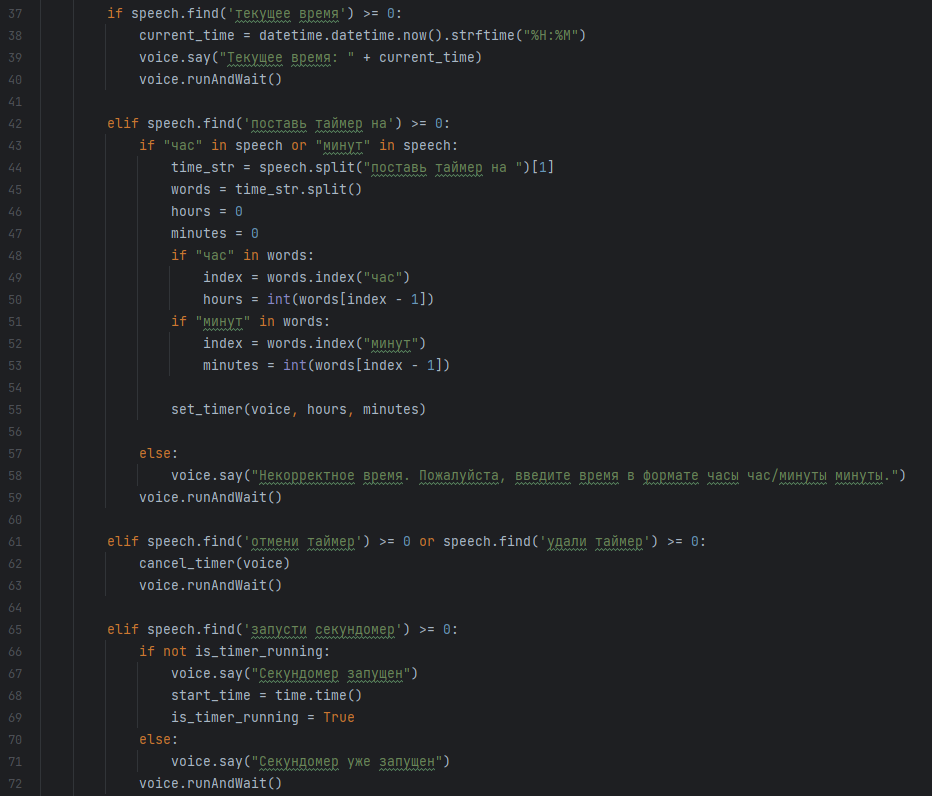 37 if speech.find('текущее время') >= 0:
38 current_time = datetime.datetime.now().strftime("%H:%M")
39 voice.say("Текущее время: " + current_time)
40 voice.runAndWait()
41
42 elif speech.find('поставь таймер на') >= 0:
43 if "час" in speech or "минут" in speech:
44 time_str = speech.split("поставь таймер на ")[1]
45 words = time_str.split()
46 hours = 0
47 minutes = 0
48 if "час" in words:
49 index = words.index("час")
50 hours = int(words[index - 1])
51 if "минут" in words:
52 index = words.index("минут")
53 minutes = int(words[index - 1])
54
55 set_timer(voice, hours, minutes)
56
57 else:
58 voice.say("Некорректное время. Пожалуйста, введите время в формате часы час/минуты минуты.")
59 voice.runAndWait()
60
61 elif speech.find('отмени таймер') >= 0 or speech.find('удали таймер') >= 0:
62 cancel_timer(voice)
63 voice.runAndWait()
64
65 elif speech.find('запусти секундомер') >= 0:
66 if not is_timer_running:
67 voice.say("Секундомер запущен")
68 start_time = time.time()
69 is_timer_running = True
70 else:
71 voice.say("Секундомер уже запущен")
72 voice.runAndWait()